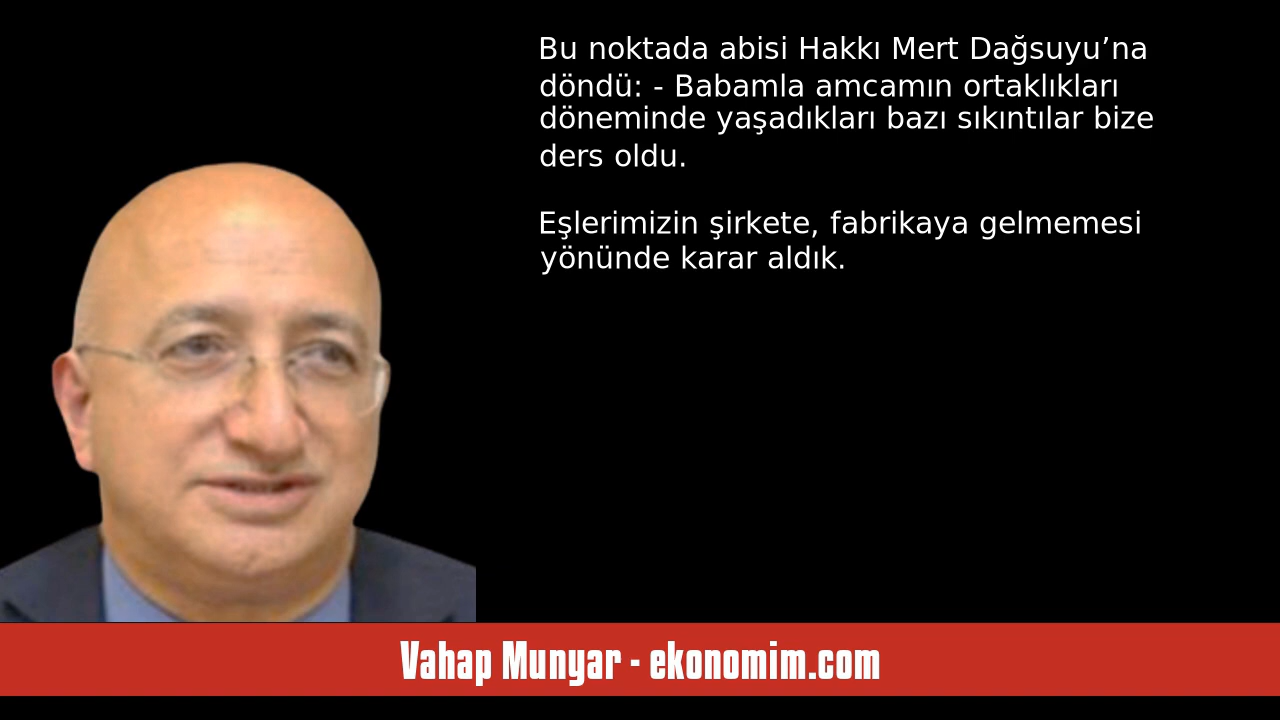 Bu noktada abisi Hakkı Mert Dağsuyu’na
döndü: - Babamla amcamın ortaklıkları
döneminde yaşadıkları bazı sıkıntılar bize
ders oldu.
Eşlerimizin şirkete, fabrikaya gelmemesi
yönünde karar aldık.
Vahap Munyar - ekonomim.com